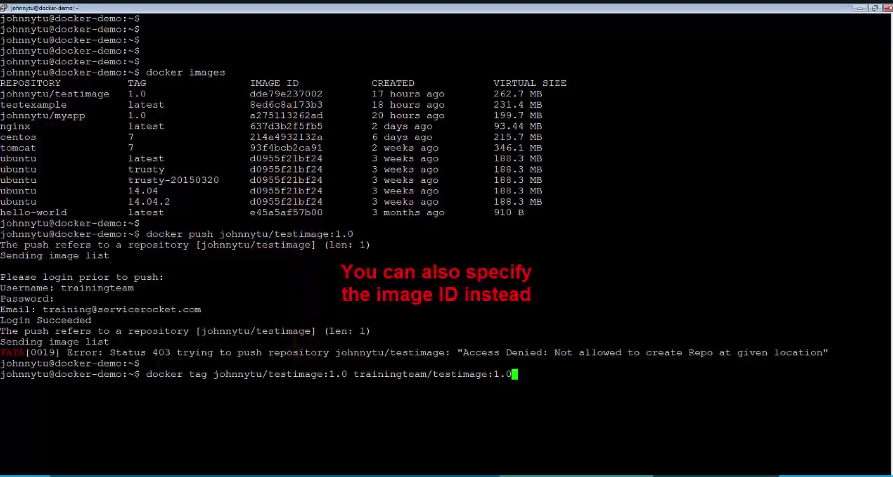 johnnytu@docker-demo: ~
johnnytu@docker-demo:~$
johnnytu@docker-demo:~$
johnnytu@docker-demo:~$
johnnytu@docker-demo:~$
johnnytu@docker-demo:~$
johnnytu@docker-demo:~$ docker images
REPOSITORY TAG IMAGE ID CREATED VIRTUAL SIZE
johnnytu/testimage 1.0 dde79e237002 17 hours ago 262.7 MB
testexample latest 8ed6c8a173b3 18 hours ago 231.4 MB
johnnytu/myapp 1.0 a275113262ad 20 hours ago 199.7 MB
nginx latest 637d3b2f5fb5 2 days ago 93.44 MB
centos 7 214a4932132a 6 days ago 215.7 MB
tomcat 7 93f4bcb2ca91 2 weeks ago 346.1 MB
ubuntu latest d0955f21bf24 3 weeks ago 188.3 MB
ubuntu trusty d0955f21bf24 3 weeks ago 188.3 MB
ubuntu trusty-20150320 d0955f21bf24 3 weeks ago 188.3 MB
ubuntu 14.04 d0955f21bf24 3 weeks ago 188.3 MB
ubuntu 14.04.2 d0955f21bf24 3 weeks ago 188.3 MB
hello-world latest e45a5af57b00 3 months ago 910 B
johnnytu@docker-demo:~$
johnnytu@docker-demo:~$ docker push johnnytu/testimage:1.0
The push refers to a repository [johnnytu/testimage] (len: 1)
Sending image list
Please login prior to push:
Username: trainingteam
Password:
Email: training@servicerocket.com
Login Succeeded
The push refers to a repository [johnnytu/testimage] (len: 1)
Sending image list
FATA[0019] Error: Status 403 trying to push repository johnnytu/testimage: "Access Denied: Not allowed to create Repo at given location"
johnnytu@docker-demo:~$
johnnytu@docker-demo:~$ docker tag johnnytu/testimage:1.0 trainingteam/testimage:1.0
You can also specify
the image ID instead